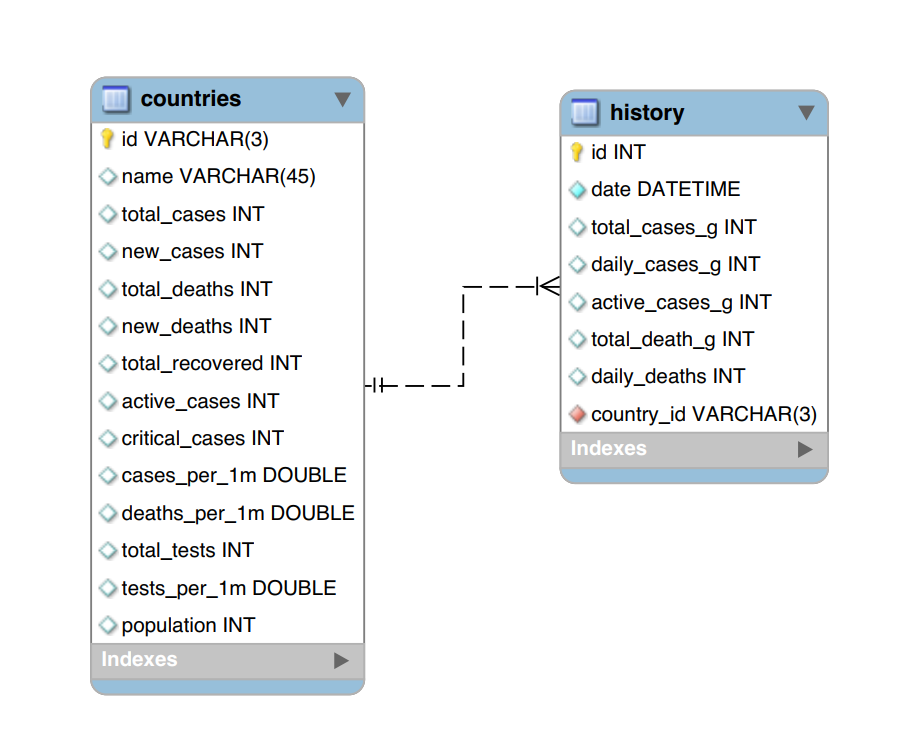 countries
id VARCHAR(3)
name VARCHAR(45)
total_cases INT
new_cases INT
total_deaths INT
new_deaths INT
total_recovered INT
active_cases INT
critical_cases INT
cases_per_1m DOUBLE
deaths_per_1m DOUBLE
total_tests INT
tests_per_1m DOUBLE
population INT
Indexes
history
id INT
date DATETIME
total_cases_g INT
daily_cases_g INT
active_cases_g INT
total_death_g INT
daily_deaths INT
country_id VARCHAR(3)
Indexes